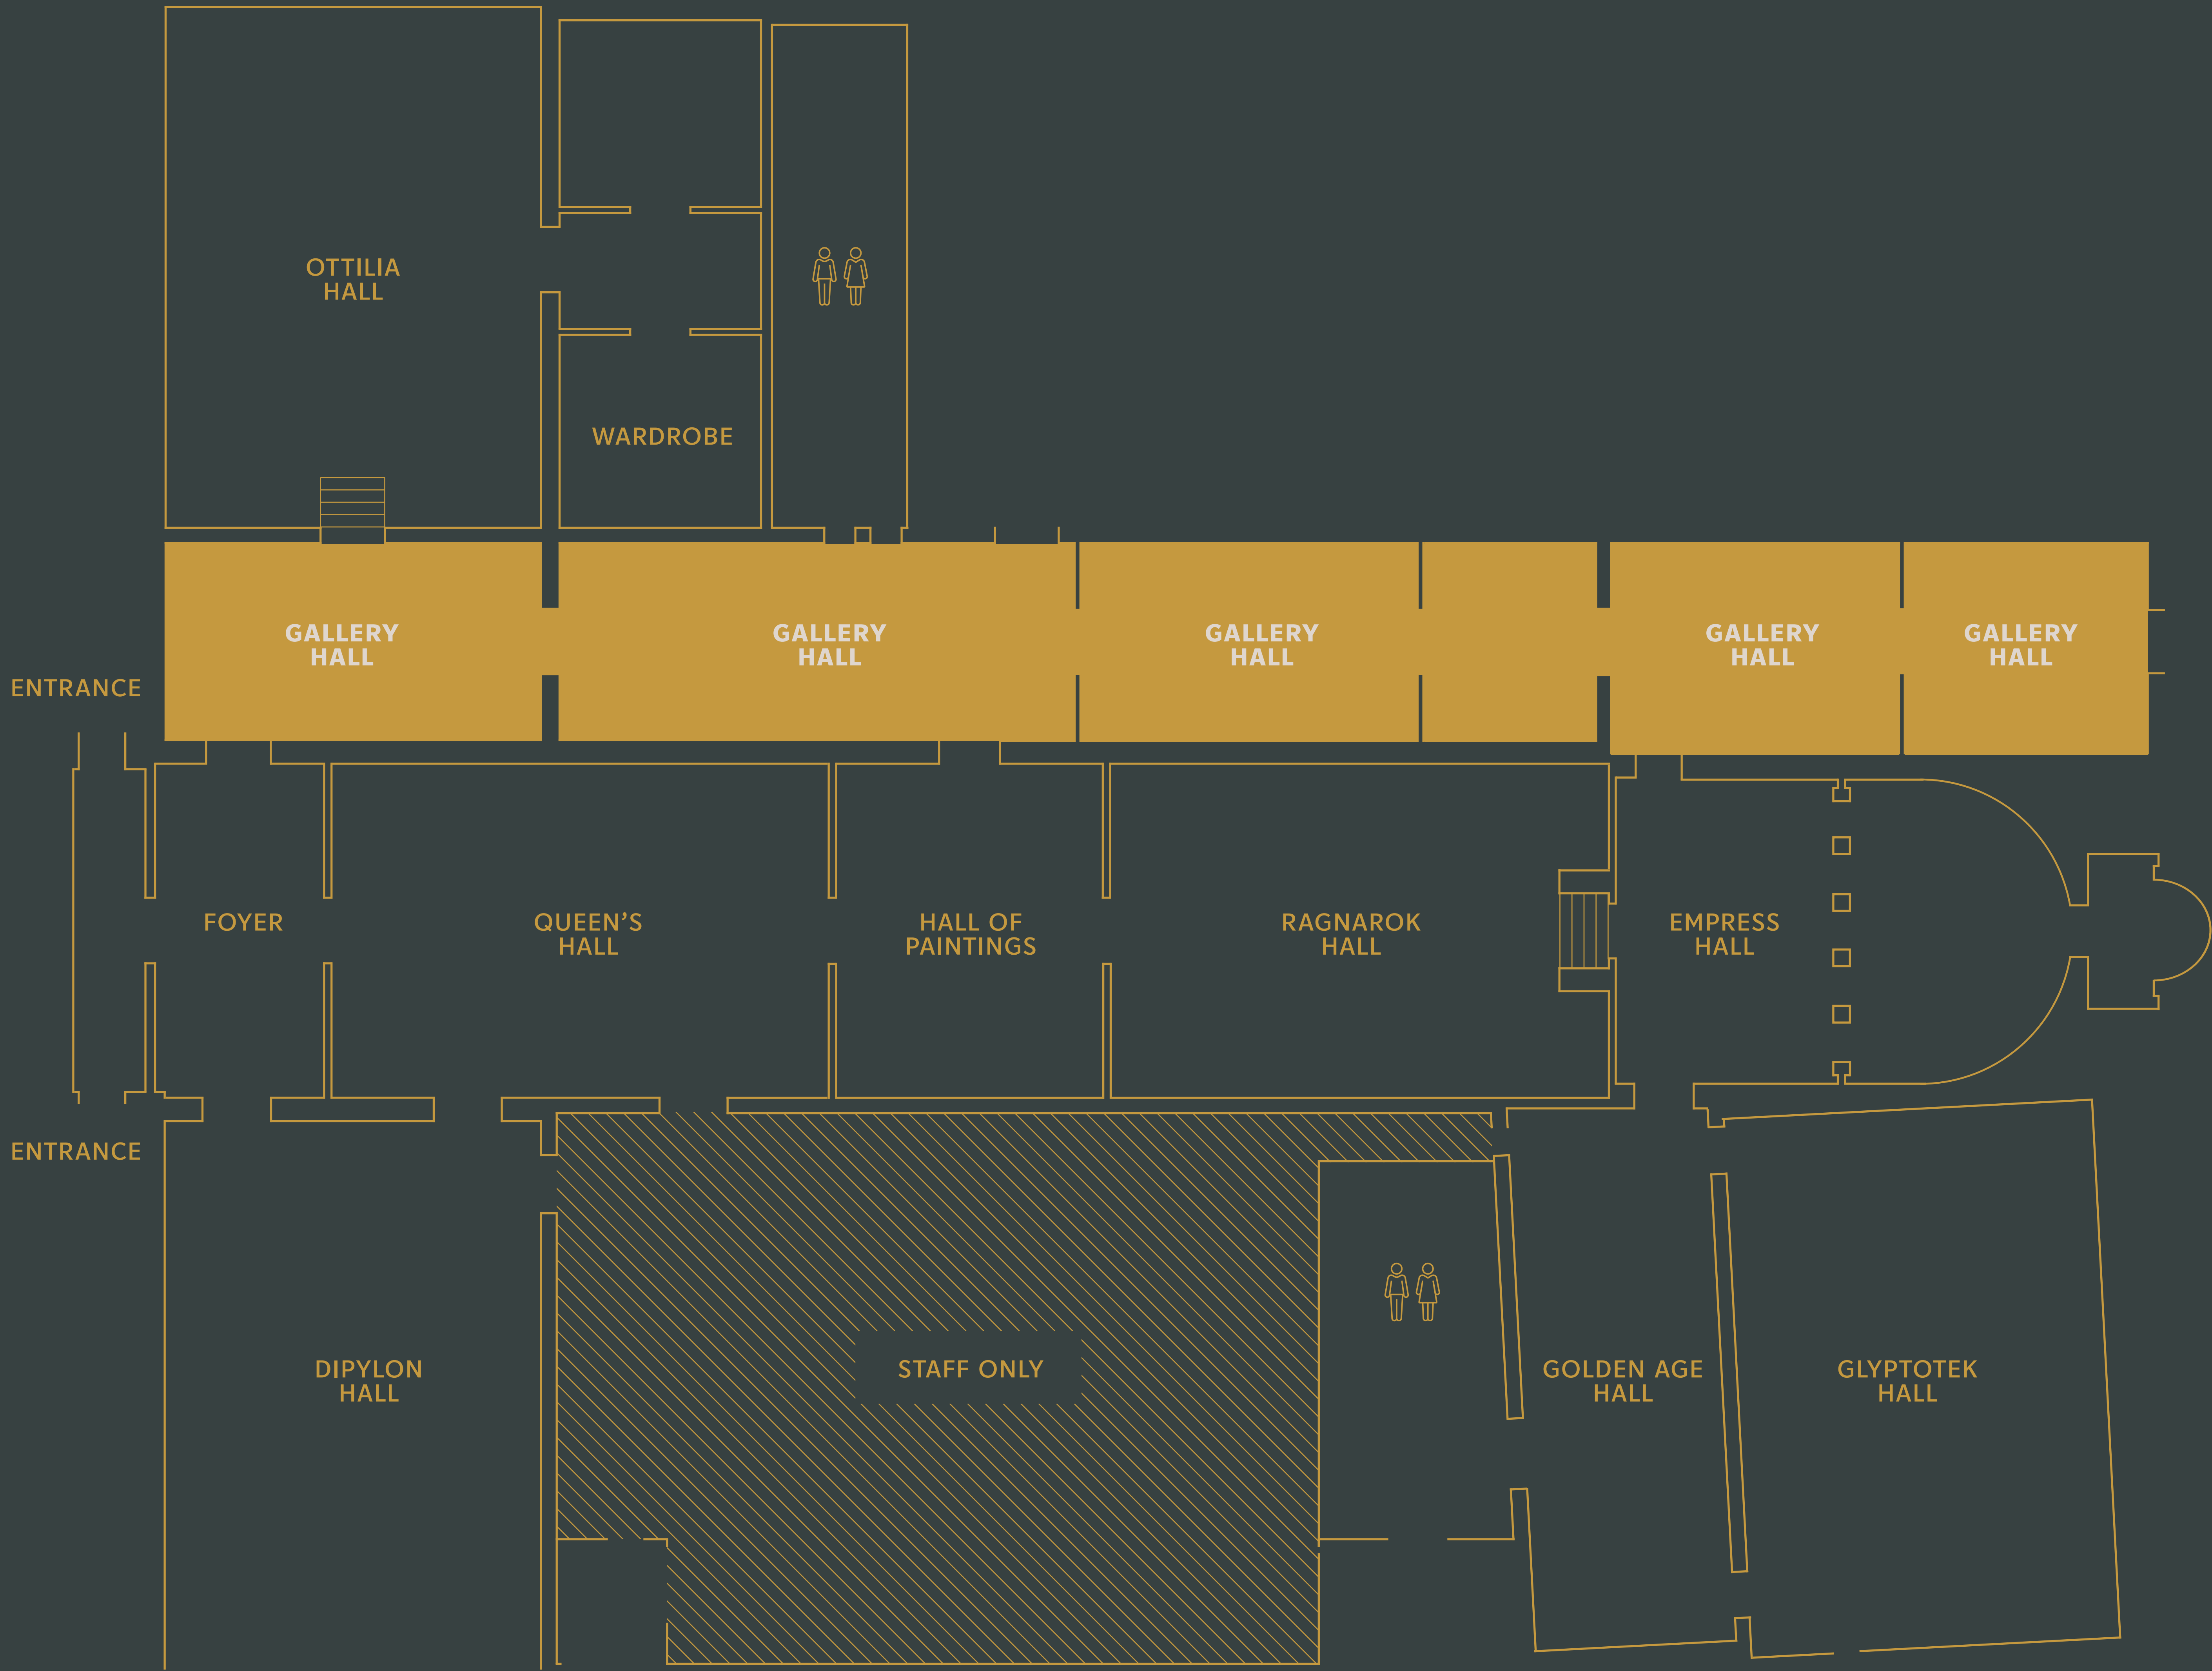 OTTILIA
HALL
WARDROBE
GALLERY
HALL
GALLERY
HALL
GALLERY
HALL
GALLERY
HALL
GALLERY
HALL
ENTRANCE
FOYER
QUEEN’S
HALL
HALL OF
PAINTINGS
RAGNAROK
HALL
EMPRESS
HALL
ENTRANCE
DIPYLON
HALL
STAFF ONLY
GOLDEN AGE
HALL
GLYPTOTEK
HALL